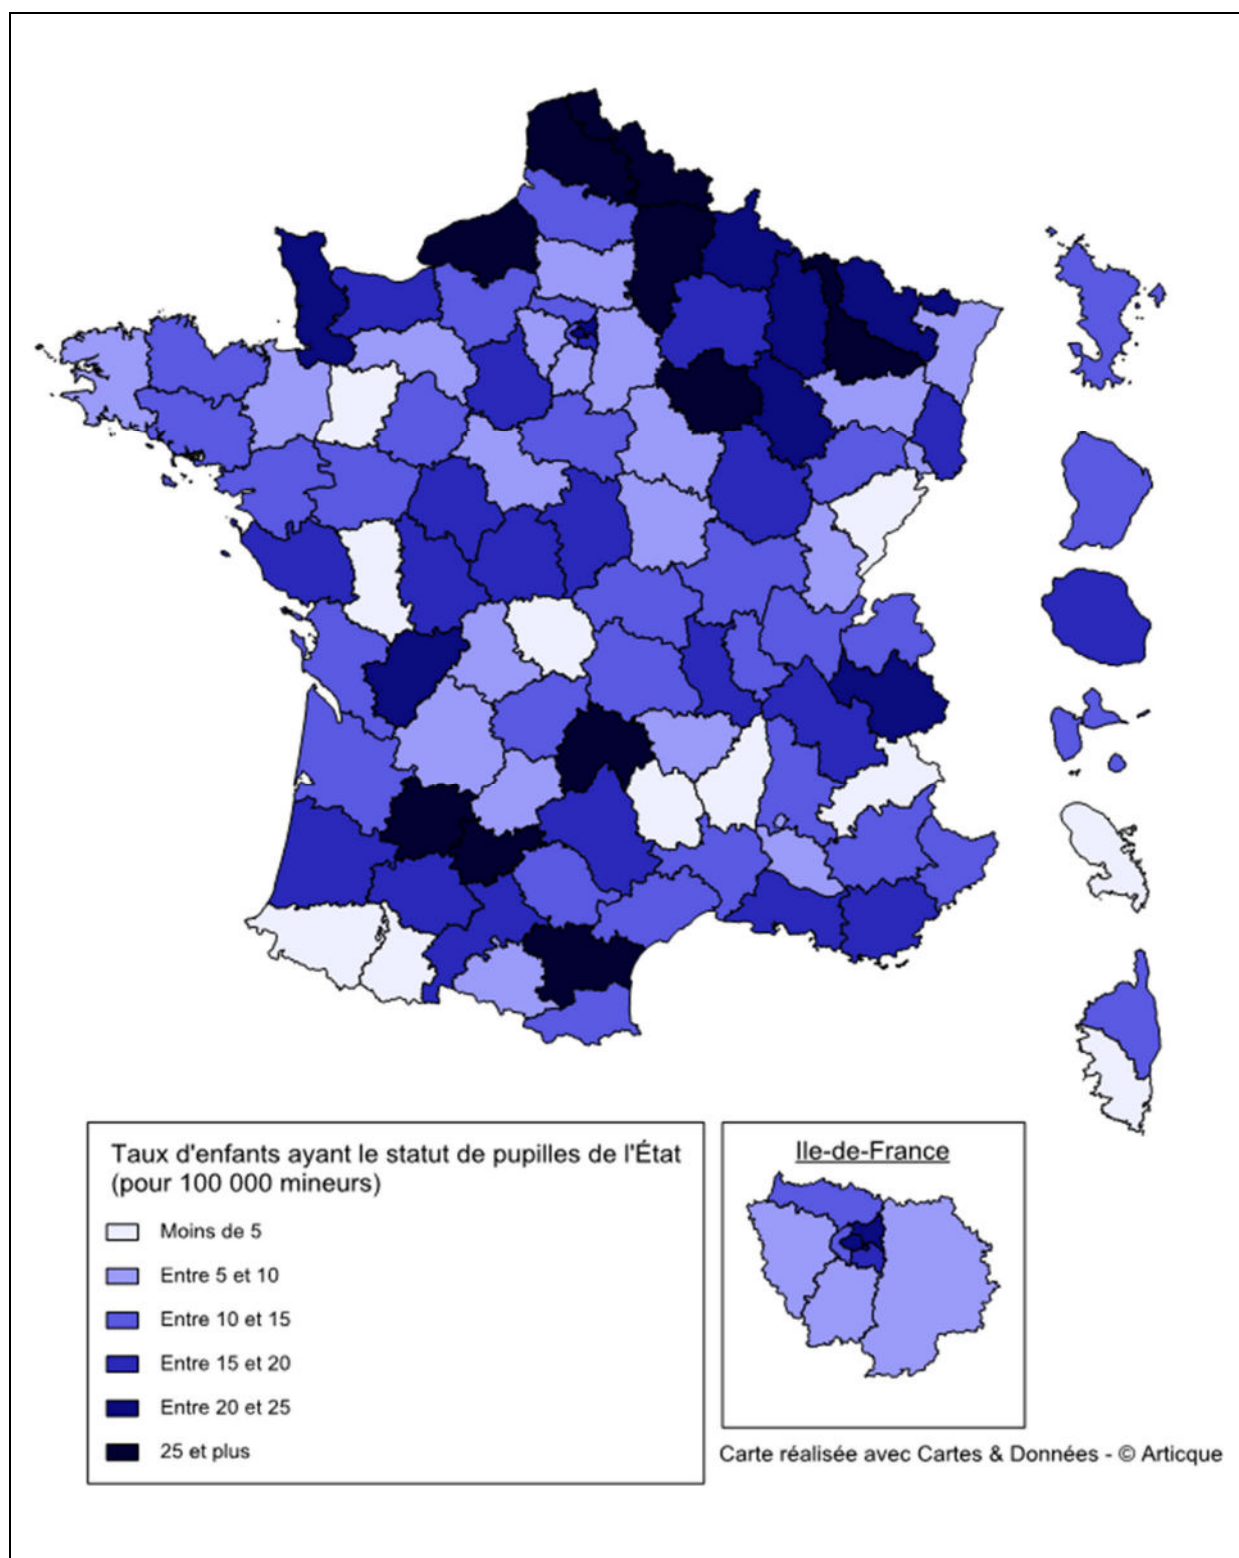 Taux d'enfants ayant le statut de pupilles de l'État
(pour 100 000 mineurs)
Moins de 5
Entre 5 et 10
Entre 10 et 15
Entre 15 et 20
Entre 20 et 25
25 et plus
Ile-de-France
Carte réalisée avec Cartes & Données - © Articque